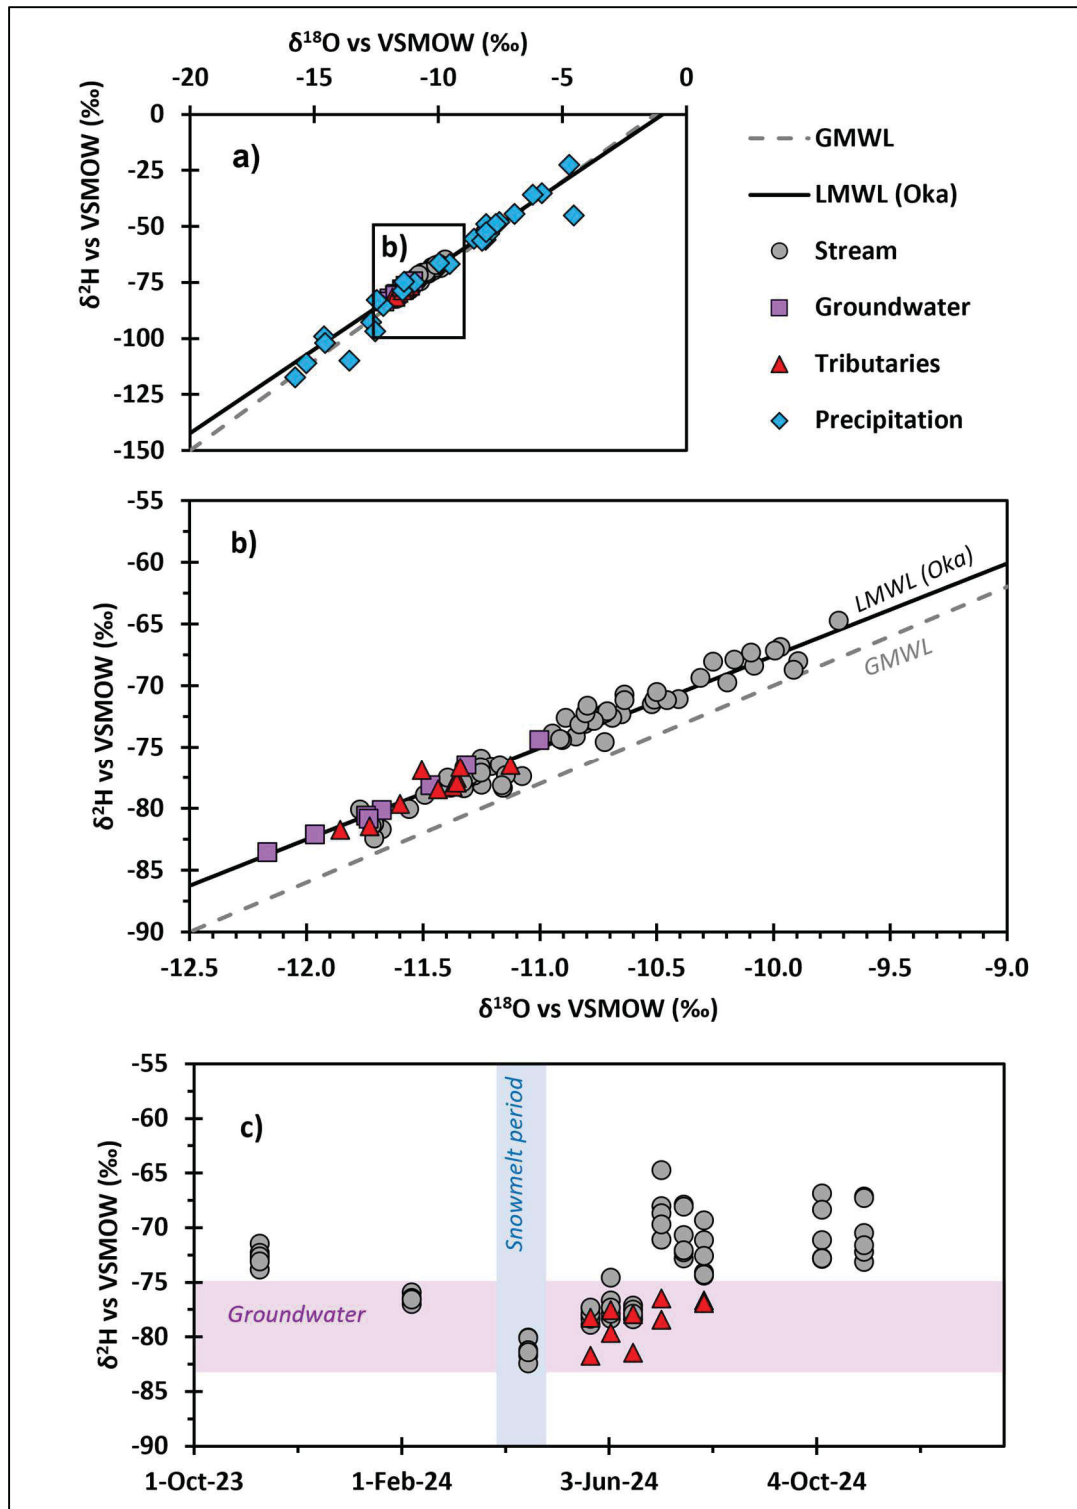 δ¹⁸O vs VSMOW (‰)
-20 -15 -10 -5 0
δ²H vs VSMOW (‰)
0
-25
-50
-75
-100
-125
-150
a)
b)
GMWL
LMWL (Oka)
Stream
Groundwater
Tributaries
Precipitation
δ²H vs VSMOW (‰)
-55
-60
-65
-70
-75
-80
-85
-90
b)
LMWL (Oka)
GMWL
-12.5 -12.0 -11.5 -11.0 -10.5 -10.0 -9.5 -9.0
δ¹⁸O vs VSMOW (‰)
δ²H vs VSMOW (‰)
-55
-60
-65
-70
-75
-80
-85
-90
c)
Snowmelt period
Groundwater
1-Oct-23 1-Feb-24 3-Jun-24 4-Oct-24